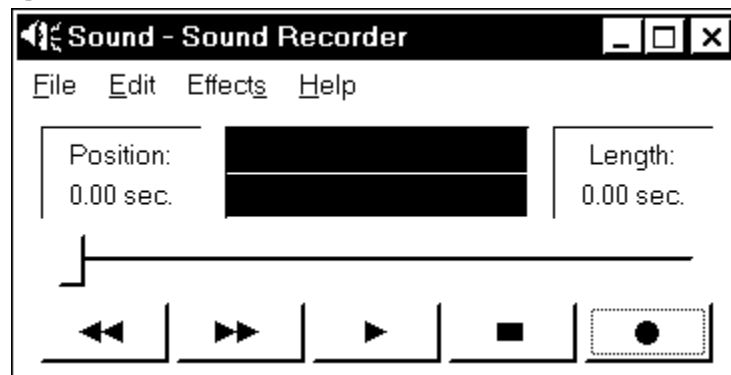 Sound - Sound Recorder
File Edit Effects Help
Position:
0.00 sec.
Length:
0.00 sec.